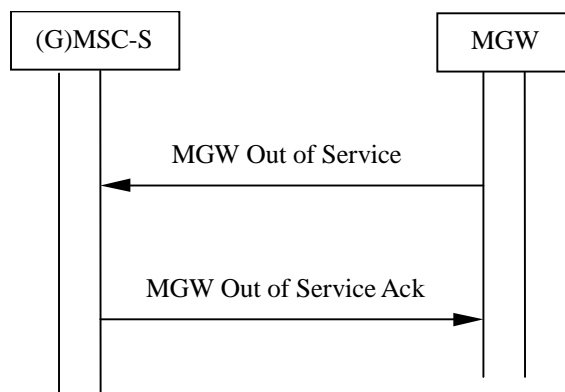 (G)MSC-S
MGW
MGW Out of Service
MGW Out of Service Ack